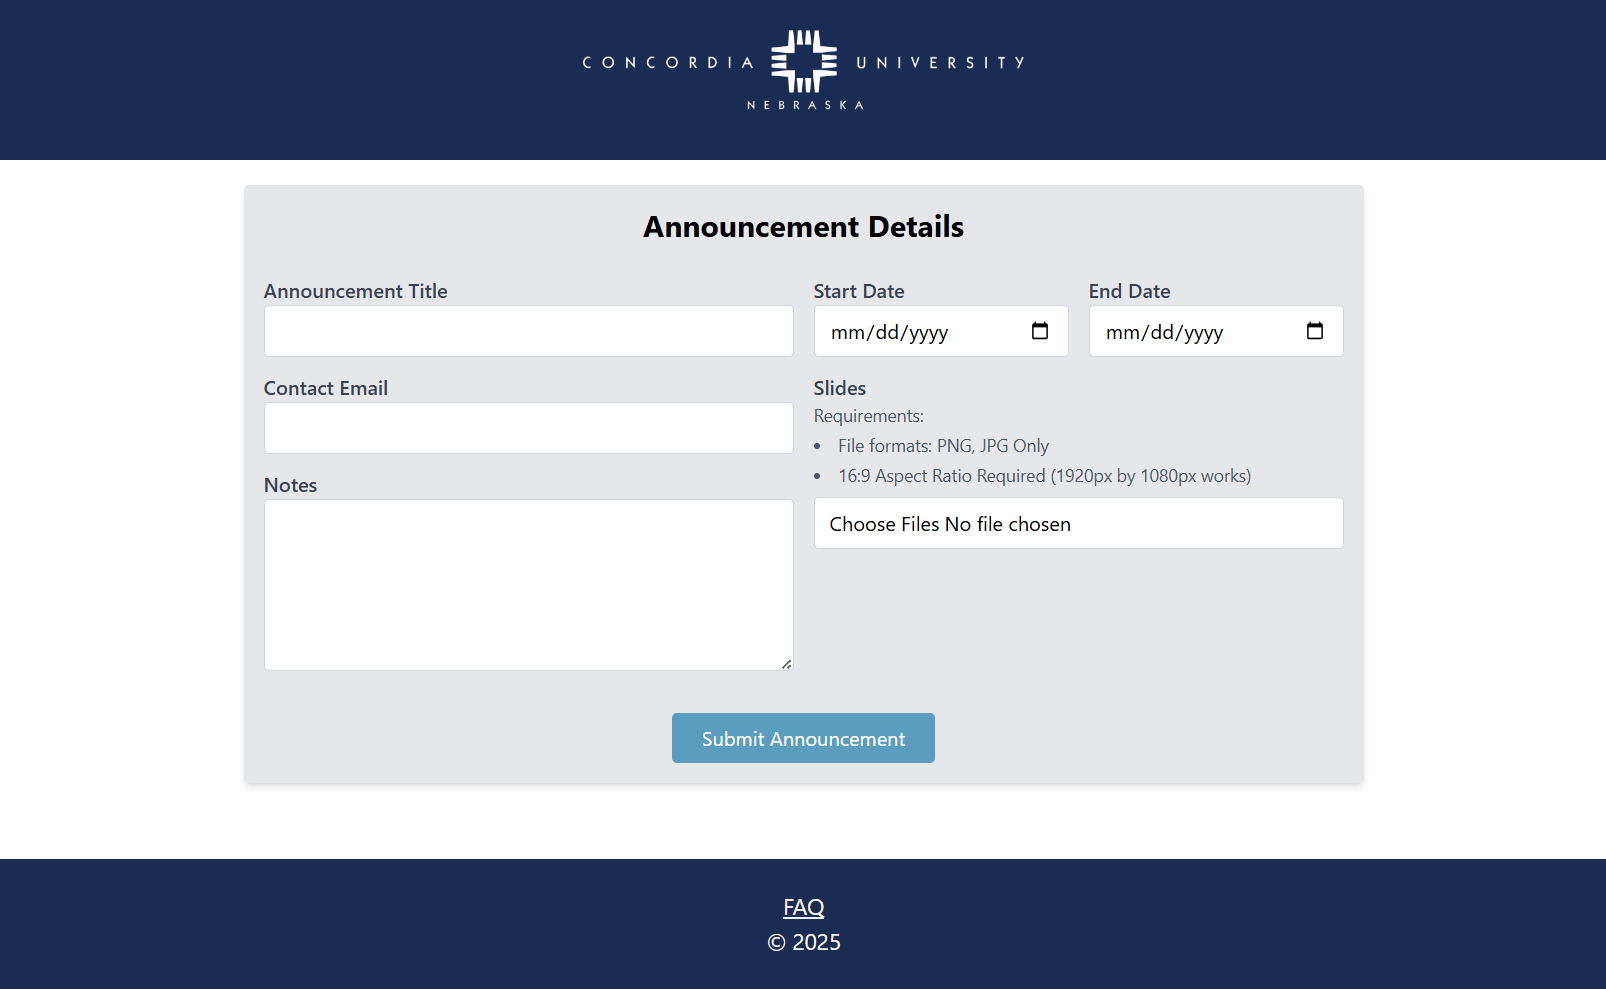 CONCORDIA UNIVERSITY
NEBRASKA
Announcement Details
Announcement Title
Start Date
End Date
mm/dd/yyyy
mm/dd/yyyy
Contact Email
Slides
Requirements:
• File formats: PNG, JPG Only
• 16:9 Aspect Ratio Required (1920px by 1080px works)
Notes
Choose Files No file chosen
Submit Announcement
FAQ
© 2025